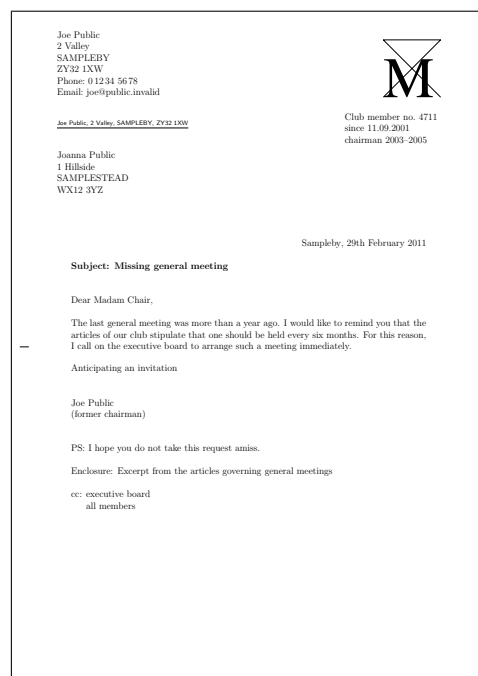 Joe Public
2 Valley
SAMPLEBY
ZY32 1XW
Phone: 0 12 34 56 78
Email: joe@public.invalid
M
Joe Public, 2 Valley, SAMPLEBY, ZY32 1XW
Club member no. 4711
since 11.09.2001
chairman 2003–2005
Joanna Public
1 Hillside
SAMPLESTEAD
WX12 3YZ
Sampleby, 29th February 2011
Subject: Missing general meeting
Dear Madam Chair,
The last general meeting was more than a year ago. I would like to remind you that the
articles of our club stipulate that one should be held every six months. For this reason,
I call on the executive board to arrange such a meeting immediately.
Anticipating an invitation
Joe Public
(former chairman)
PS: I hope you do not take this request amiss.
Enclosure: Excerpt from the articles governing general meetings
cc: executive board
all members